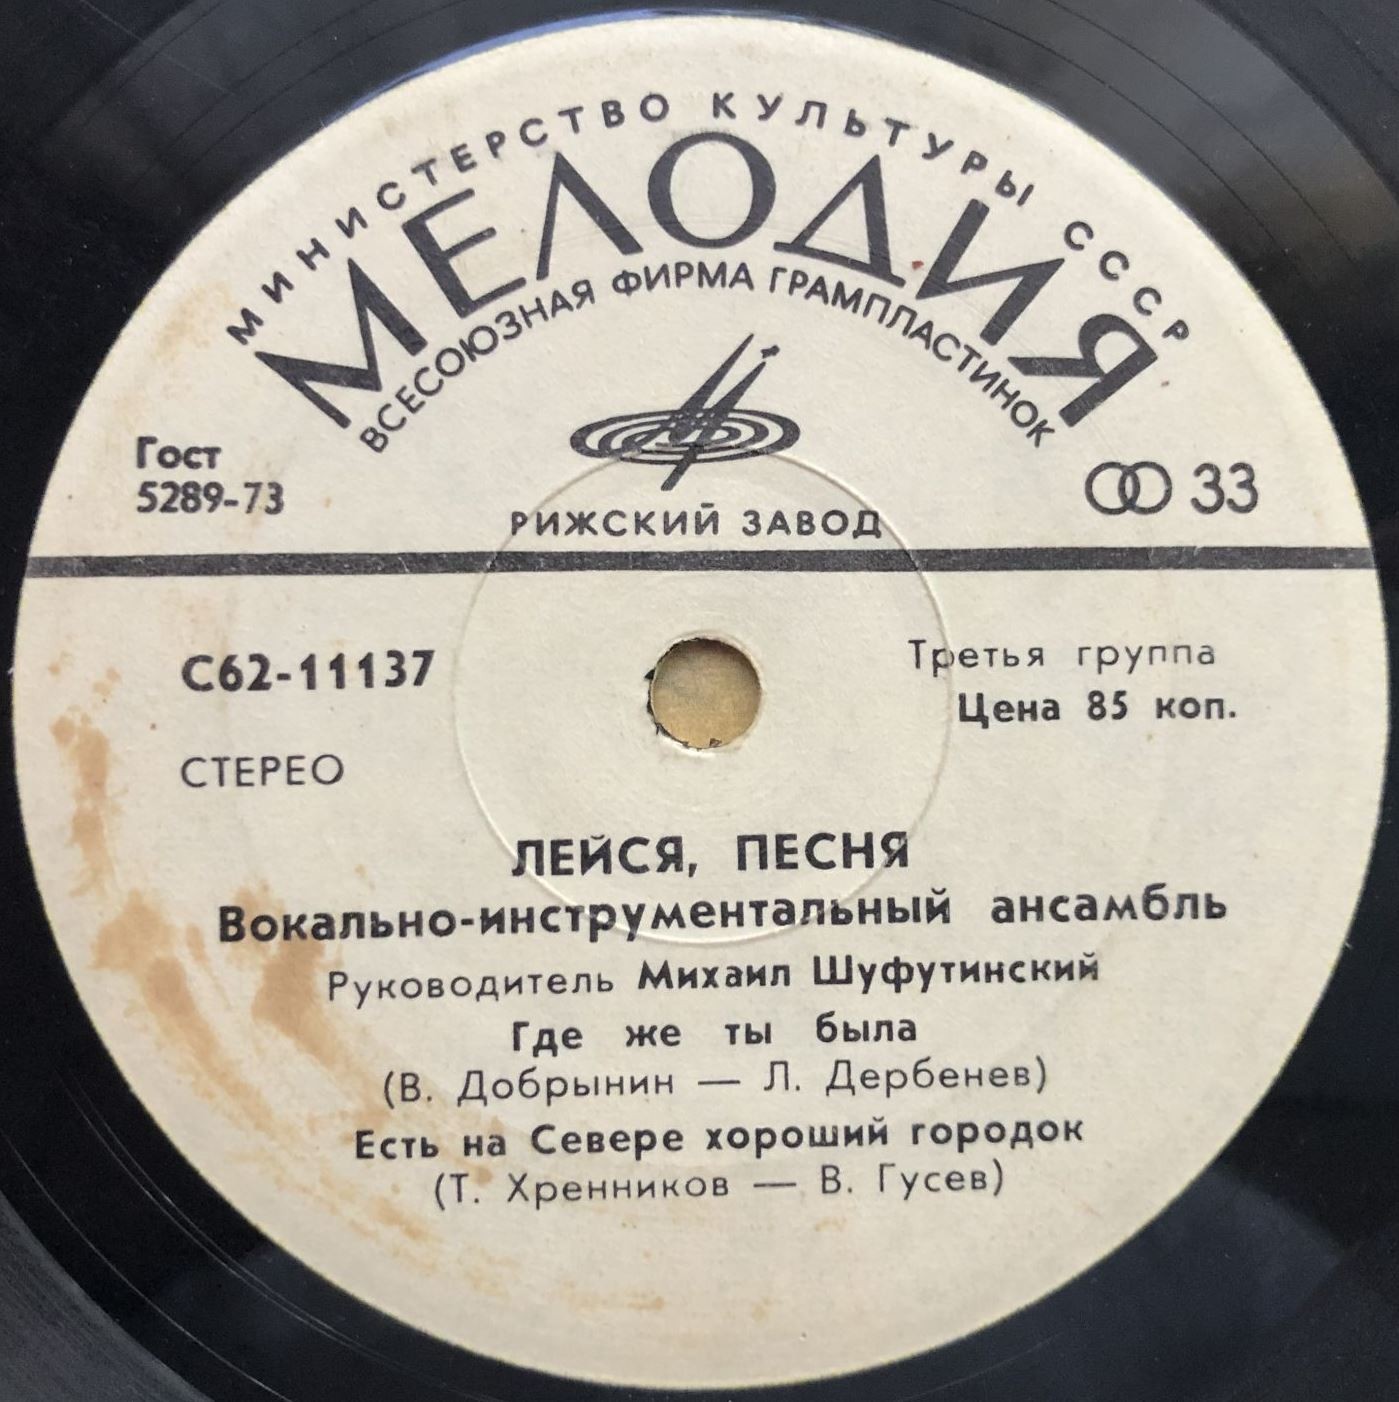 МИНИСТЕРСТВО КУЛЬТУРЫ СССР
МЕЛОДИЯ
ВСЕСОЮЗНАЯ ФИРМА ГРАМПЛАСТИНОК
Гост
5289-73
33
РИЖСКИЙ ЗАВОД
С62-11137
Третья группа
Цена 85 коп.
СТЕРЕО
ЛЕЙСЯ, ПЕСНЯ
Вокально-инструментальный ансамбль
Руководитель Михаил Шуфутинский
Где же ты была
(В. Добрынин — Л. Дербенев)
Есть на Севере хороший городок
(Т. Хренников — В. Гусев)